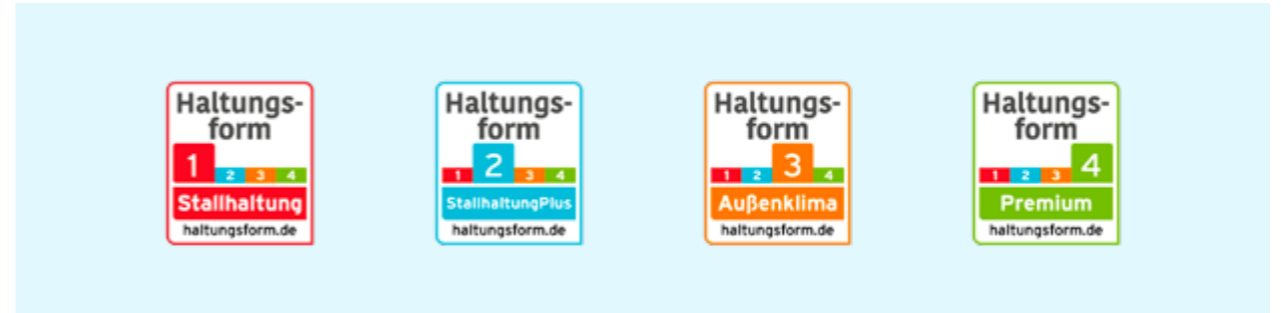 Haltungs-
form
1 2 3 4
Stallhaltung
haltungsform.de
Haltungs-
form
1 2 3 4
StallhaltungPlus
haltungsform.de
Haltungs-
form
1 2 3 4
Außenklima
haltungsform.de
Haltungs-
form
1 2 3 4
Premium
haltungsform.de